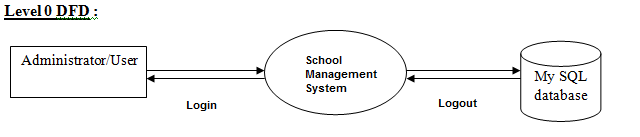 Level 0 DFD :
Administrator/User
School
Management
System
My SQL
database
Login
Logout